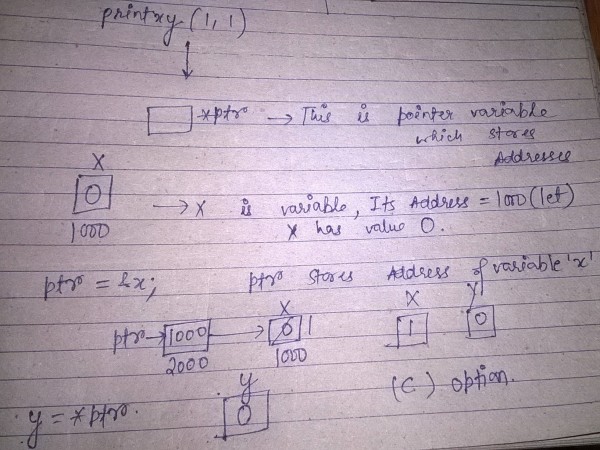 printxy (1, 1)
*ptr → This is pointer variable
which stores
Addresses
X
0 → X is variable, Its Address = 1000 (let)
1000 X has value 0.
ptr = &x; ptr stores Address of variable 'x'
X X Y
ptr → 1000 → 0 1 1 0
2000 1000
y (C) option.
y = *ptr. 0